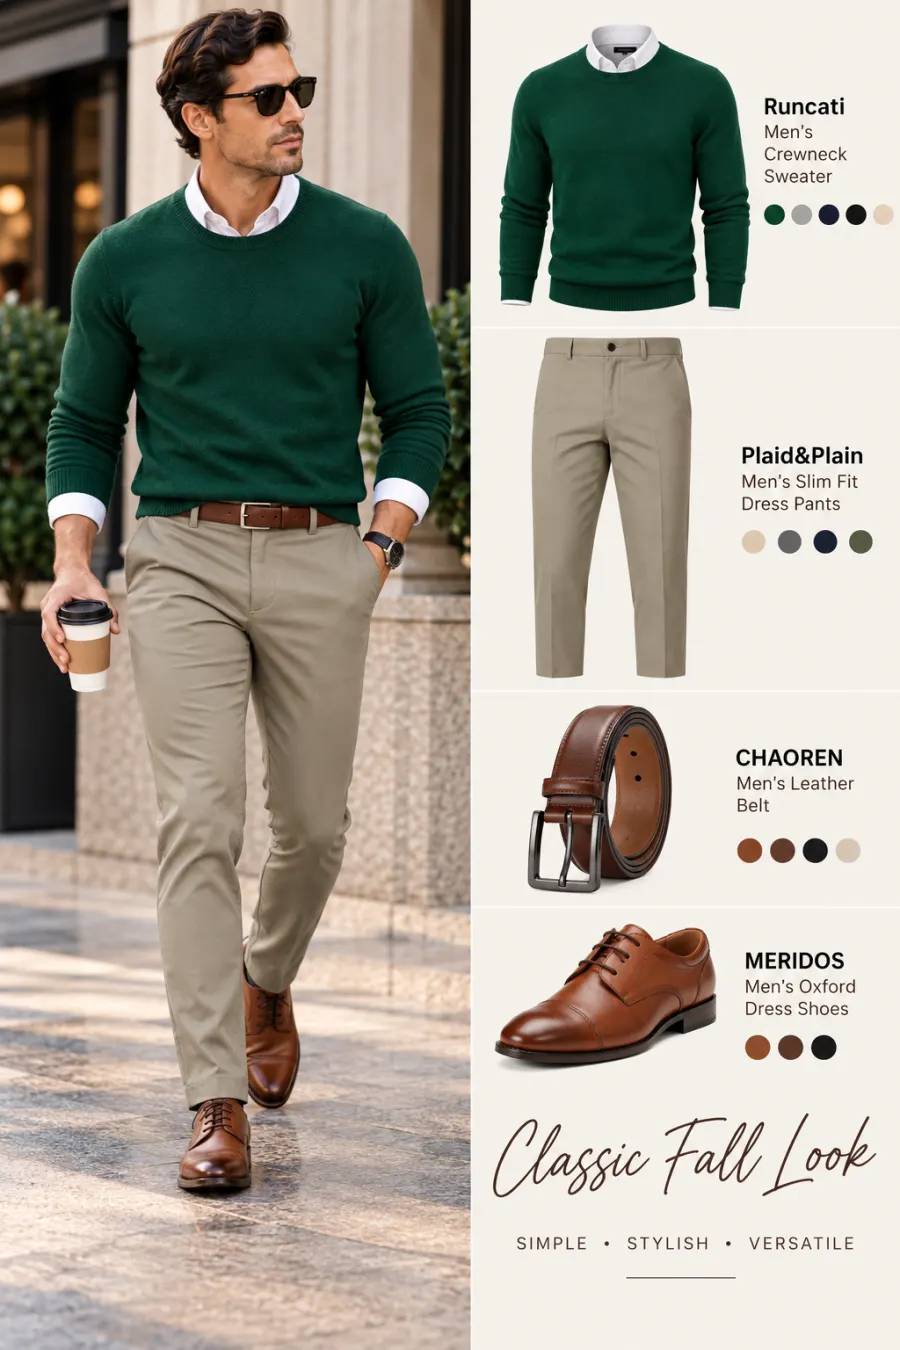 Runcati
Men's
Crewneck
Sweater
Plaid&Plain
Men's Slim Fit
Dress Pants
CHAOREN
Men's Leather
Belt
MERIDOS
Men's Oxford
Dress Shoes
Classic Fall Look
SIMPLE • STYLISH • VERSATILE